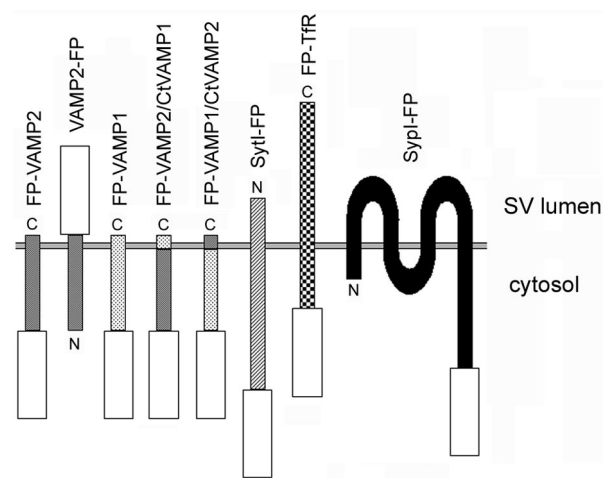 FP-VAMP2
VAMP2-FP
FP-VAMP1
FP-VAMP2/CtVAMP1
FP-VAMP1/CtVAMP2
SytI-FP
FP-TfR
SypI-FP
C
C
C
C
N
C
N
N
SV lumen
cytosol